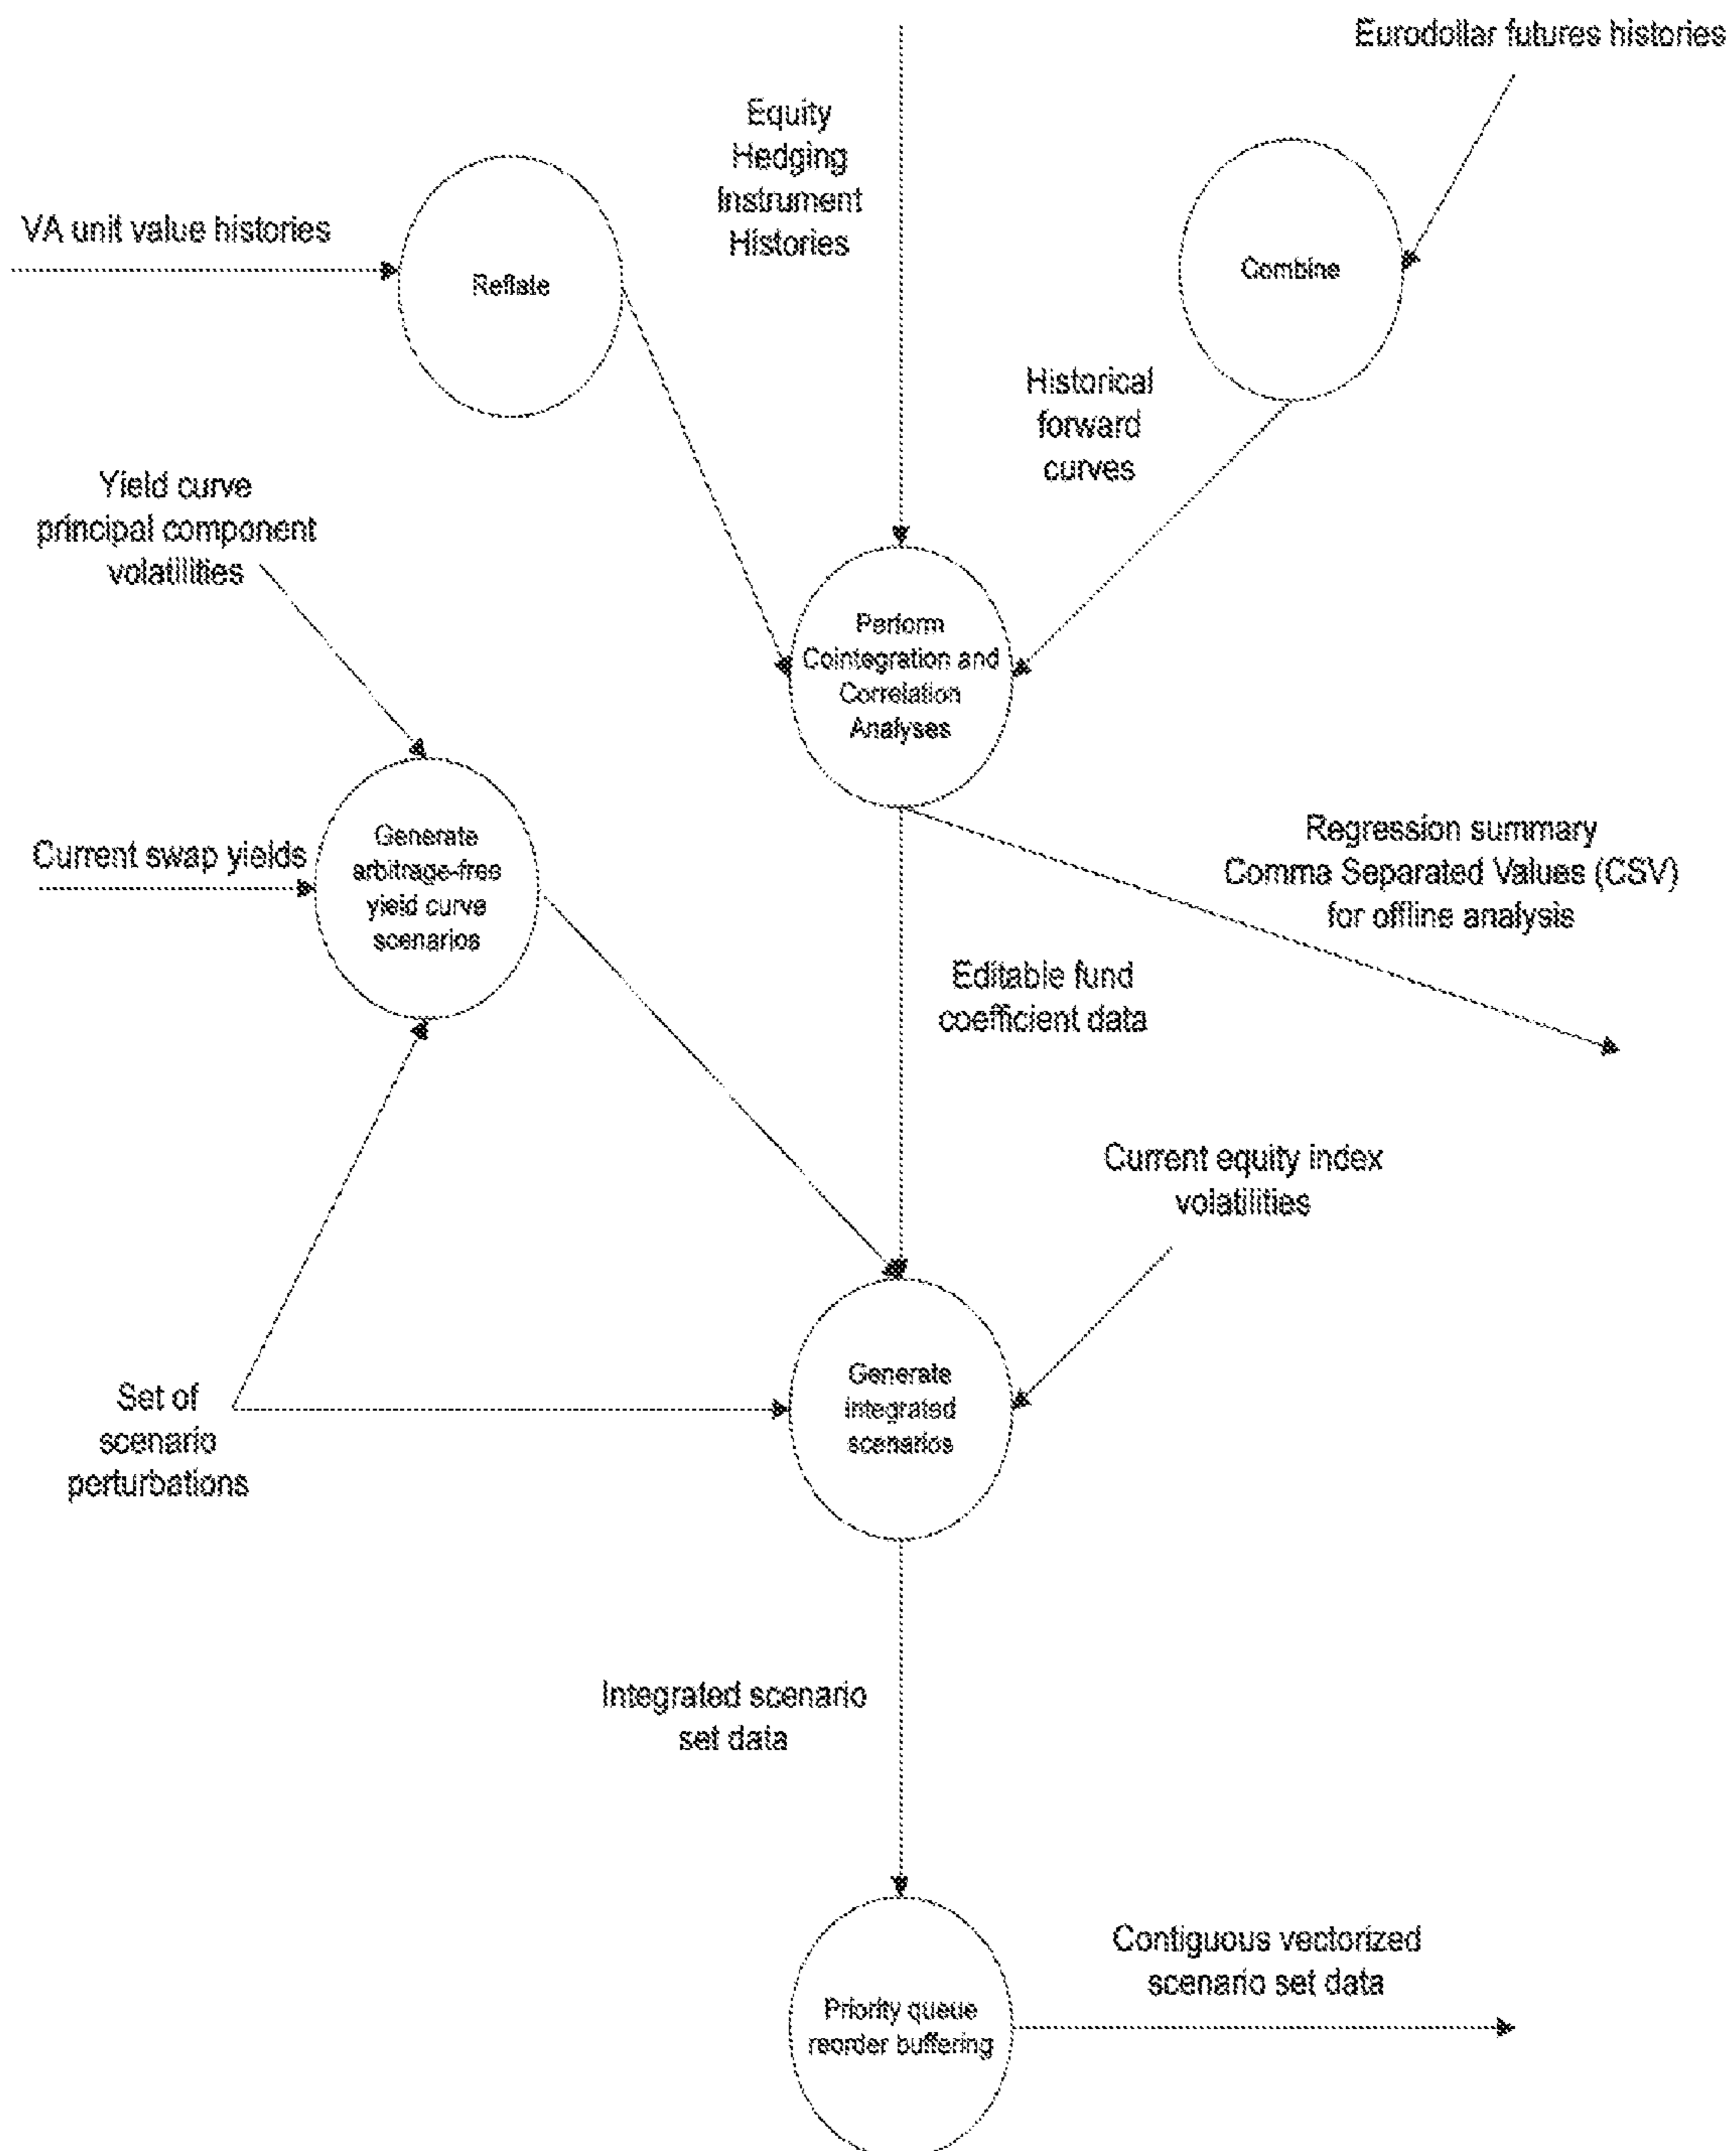 Eurodollar futures histories
Equity
Hedging
Instrument
Histories
VA unit value histories
Reflate
Combine
Historical
forward
curves
Yield curve
principal component
volatilities
Perform
Cointegration and
Correlation
Analyses
Current swap yields
Generate
arbitrage-free
yield curve
scenarios
Regression summary
Comma Separated Values (CSV)
for offline analysis
Editable fund
coefficient data
Current equity index
volatilities
Set of
scenario
perturbations
Generate
integrated
scenarios
Integrated scenario
set data
Priority queue
reorder buffering
Contiguous vectorized
scenario set data